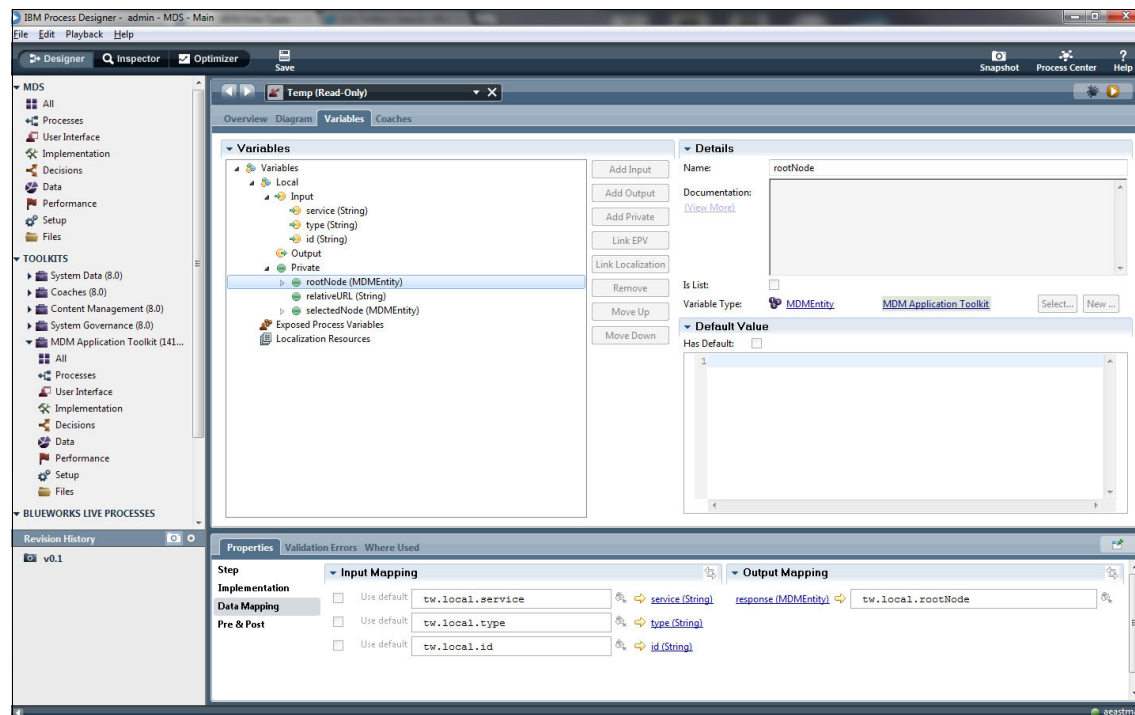 IBM Process Designer - admin - MDS - Main
File Edit Playback Help
Designer Inspector Optimizer Save Snapshot Process Center Help
MDS
All
Processes
User Interface
Implementation
Decisions
Data
Performance
Setup
Files
TOOLKITS
System Data (8.0)
Coaches (8.0)
Content Management (8.0)
System Governance (8.0)
MDM Application Toolkit (141...
All
Processes
User Interface
Implementation
Decisions
Data
Performance
Setup
Files
BLUEWORKS LIVE PROCESSES
Revision History
v0.1
Temp (Read-Only)
Overview Diagram Variables Coaches
Variables
Variables
Local
Input
service (String)
type (String)
id (String)
Output
Private
rootNode (MDMEntity)
relativeURL (String)
selectedNode (MDMEntity)
Exposed Process Variables
Localization Resources
Add Input
Add Output
Add Private
Link EPV
Link Localization
Remove
Move Up
Move Down
Details
Name: rootNode
Documentation:
(View More)
Is List:
Variable Type: MDMEntity MDM Application Toolkit Select... New ...
Default Value
Has Default:
1
Properties Validation Errors Where Used
Step
Implementation
Data Mapping
Pre & Post
Input Mapping
Use default tw.local.service service (String)
Use default tw.local.type type (String)
Use default tw.local.id id (String)
Output Mapping
response (MDMEntity) tw.local.rootNode